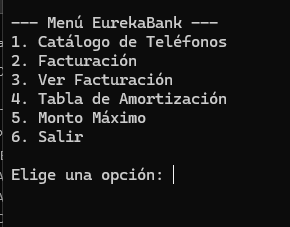 --- Menú EurekaBank ---
1. Catálogo de Teléfonos
2. Facturación
3. Ver Facturación
4. Tabla de Amortización
5. Monto Máximo
6. Salir
Elige una opción: